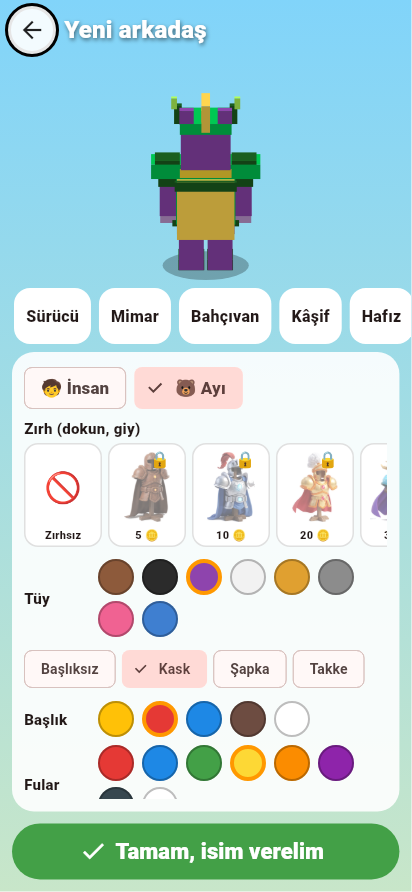 Yeni arkadaş
Sürücü Mimar Bahçıvan Kâşif Hafız
İnsan Ayı
Zırh (dokun, giy)
Zırhsız 5 10 20
Tüy
Başlıksız Kask Şapka Takke
Başlık
Fular
Tamam, isim verelim